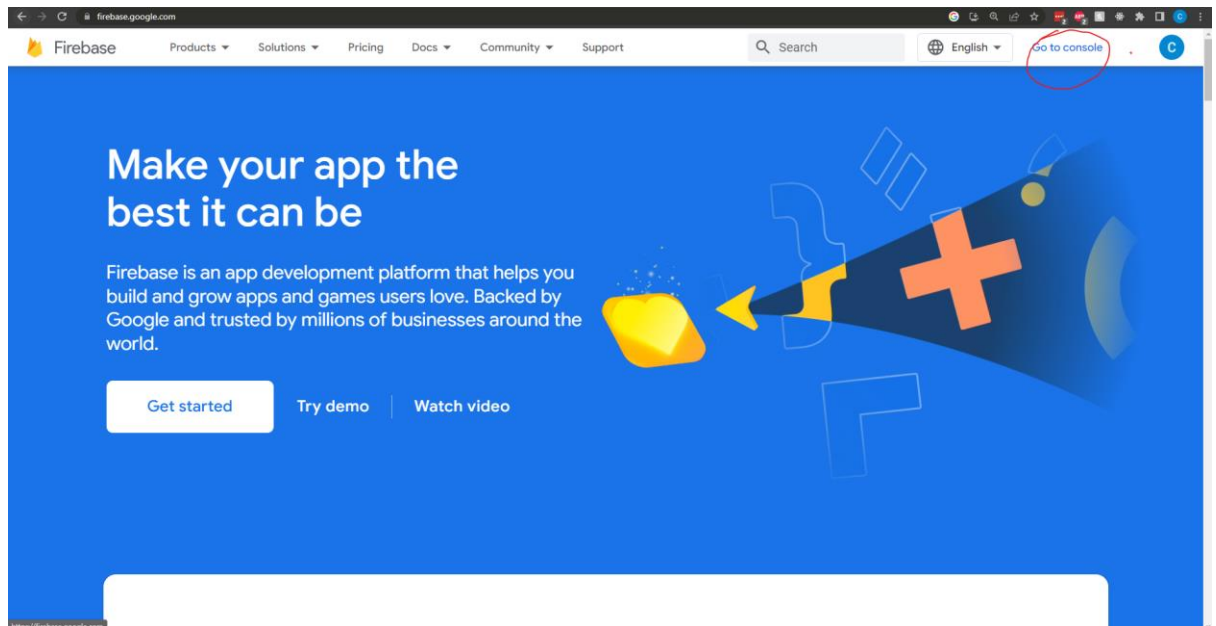 firebase.google.com
Firebase
Products
Solutions
Pricing
Docs
Community
Support
Search
English
Go to console
C
Make your app the
best it can be
Firebase is an app development platform that helps you
build and grow apps and games users love. Backed by
Google and trusted by millions of businesses around the
world.
Get started
Try demo
Watch video